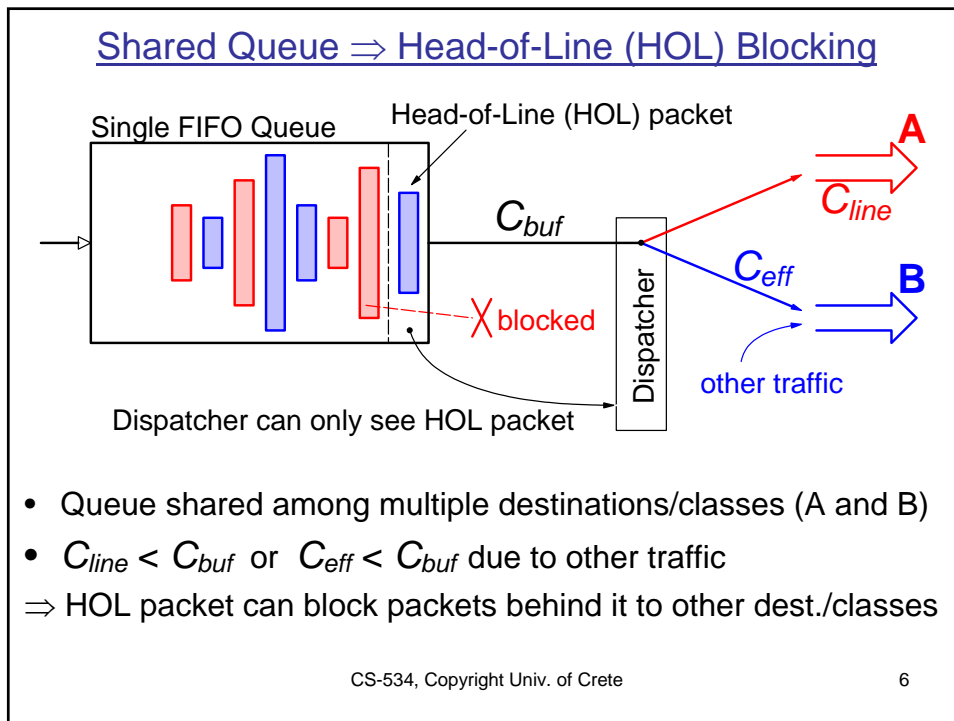 Shared Queue ⇒ Head-of-Line (HOL) Blocking
Single FIFO Queue
Head-of-Line (HOL) packet
A
C_line
C_buf
C_eff
B
blocked
Dispatcher
other traffic
Dispatcher can only see HOL packet
• Queue shared among multiple destinations/classes (A and B)
• C_line < C_buf or C_eff < C_buf due to other traffic
⇒ HOL packet can block packets behind it to other dest./classes
CS-534, Copyright Univ. of Crete
6